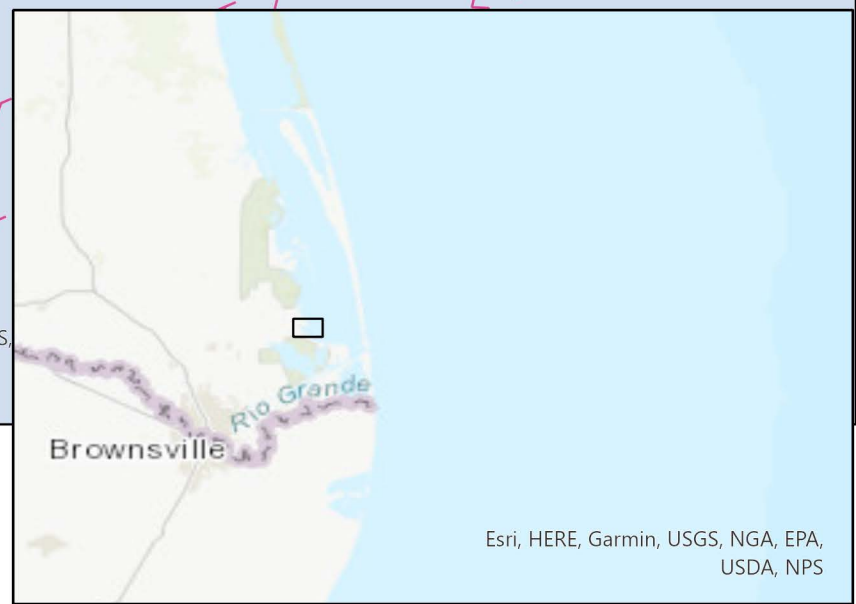 S,
Rio Grande
Brownsville
Esri, HERE, Garmin, USGS, NGA, EPA,
USDA, NPS